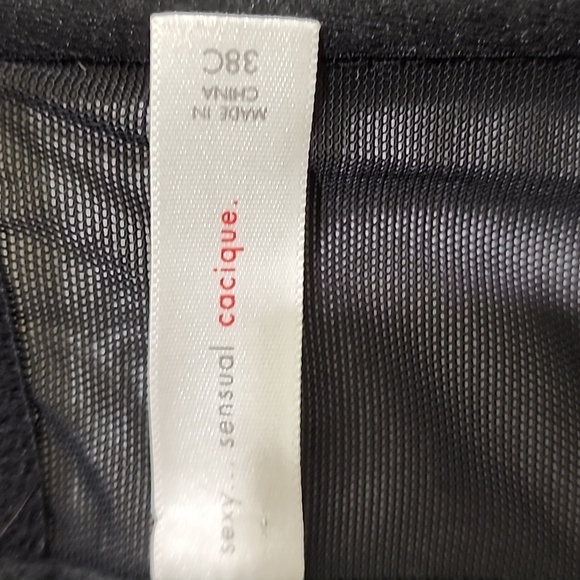 38C
MADE IN
CHINA
sexy... sensual cacique.